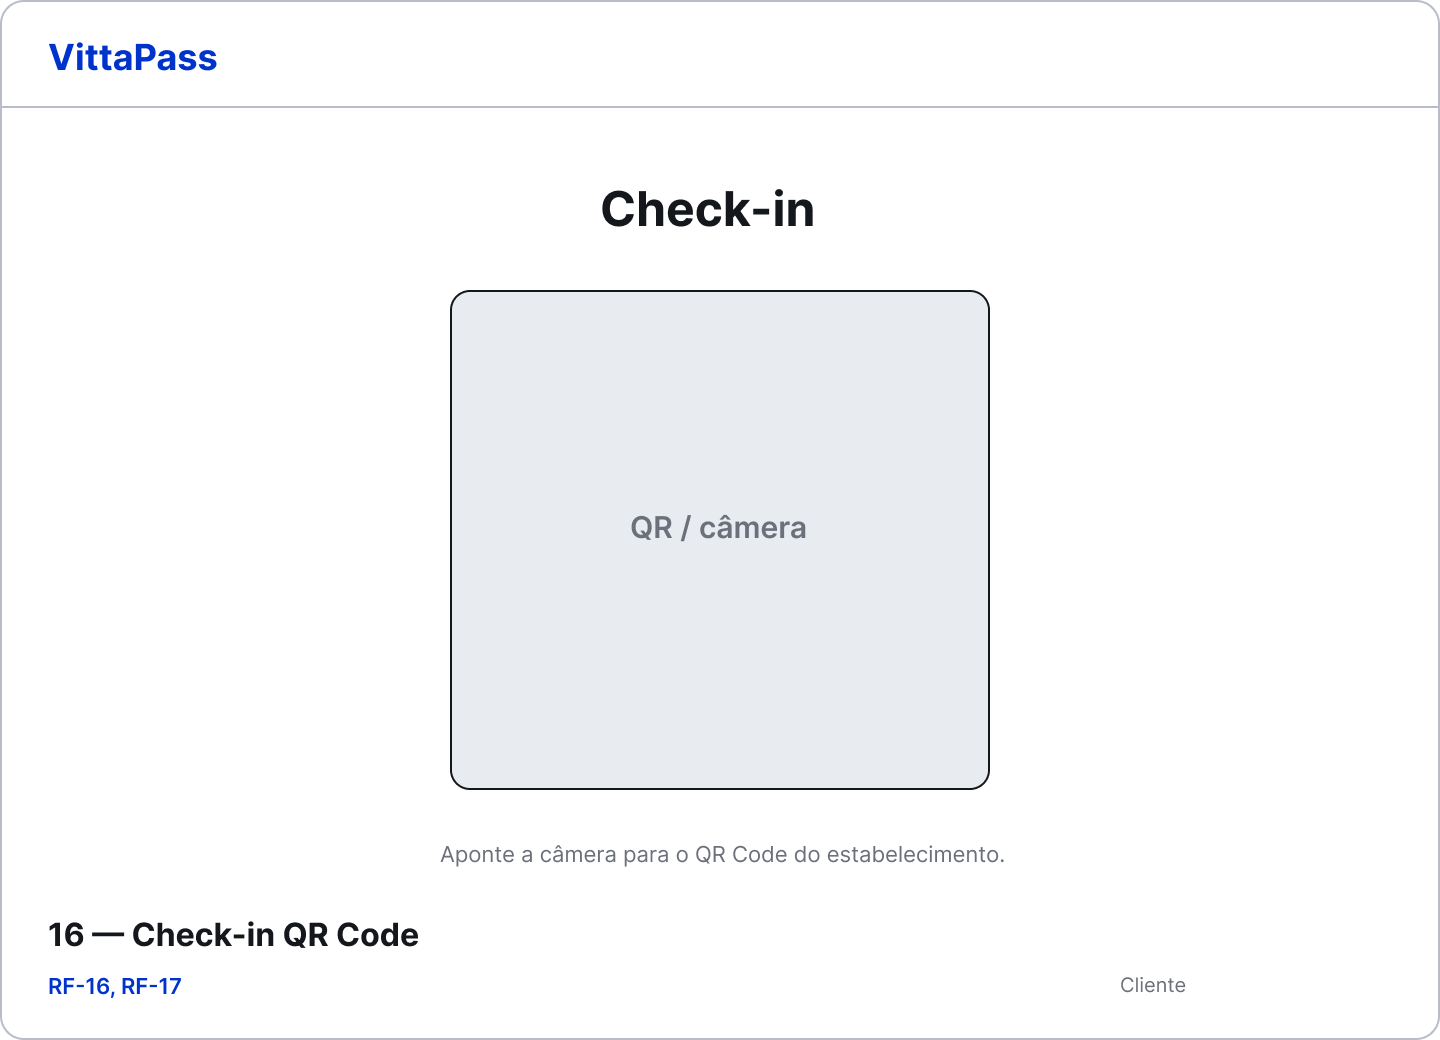 VittaPass
Check-in
QR / câmera
Aponte a câmera para o QR Code do estabelecimento.
16 — Check-in QR Code
RF-16, RF-17
Cliente